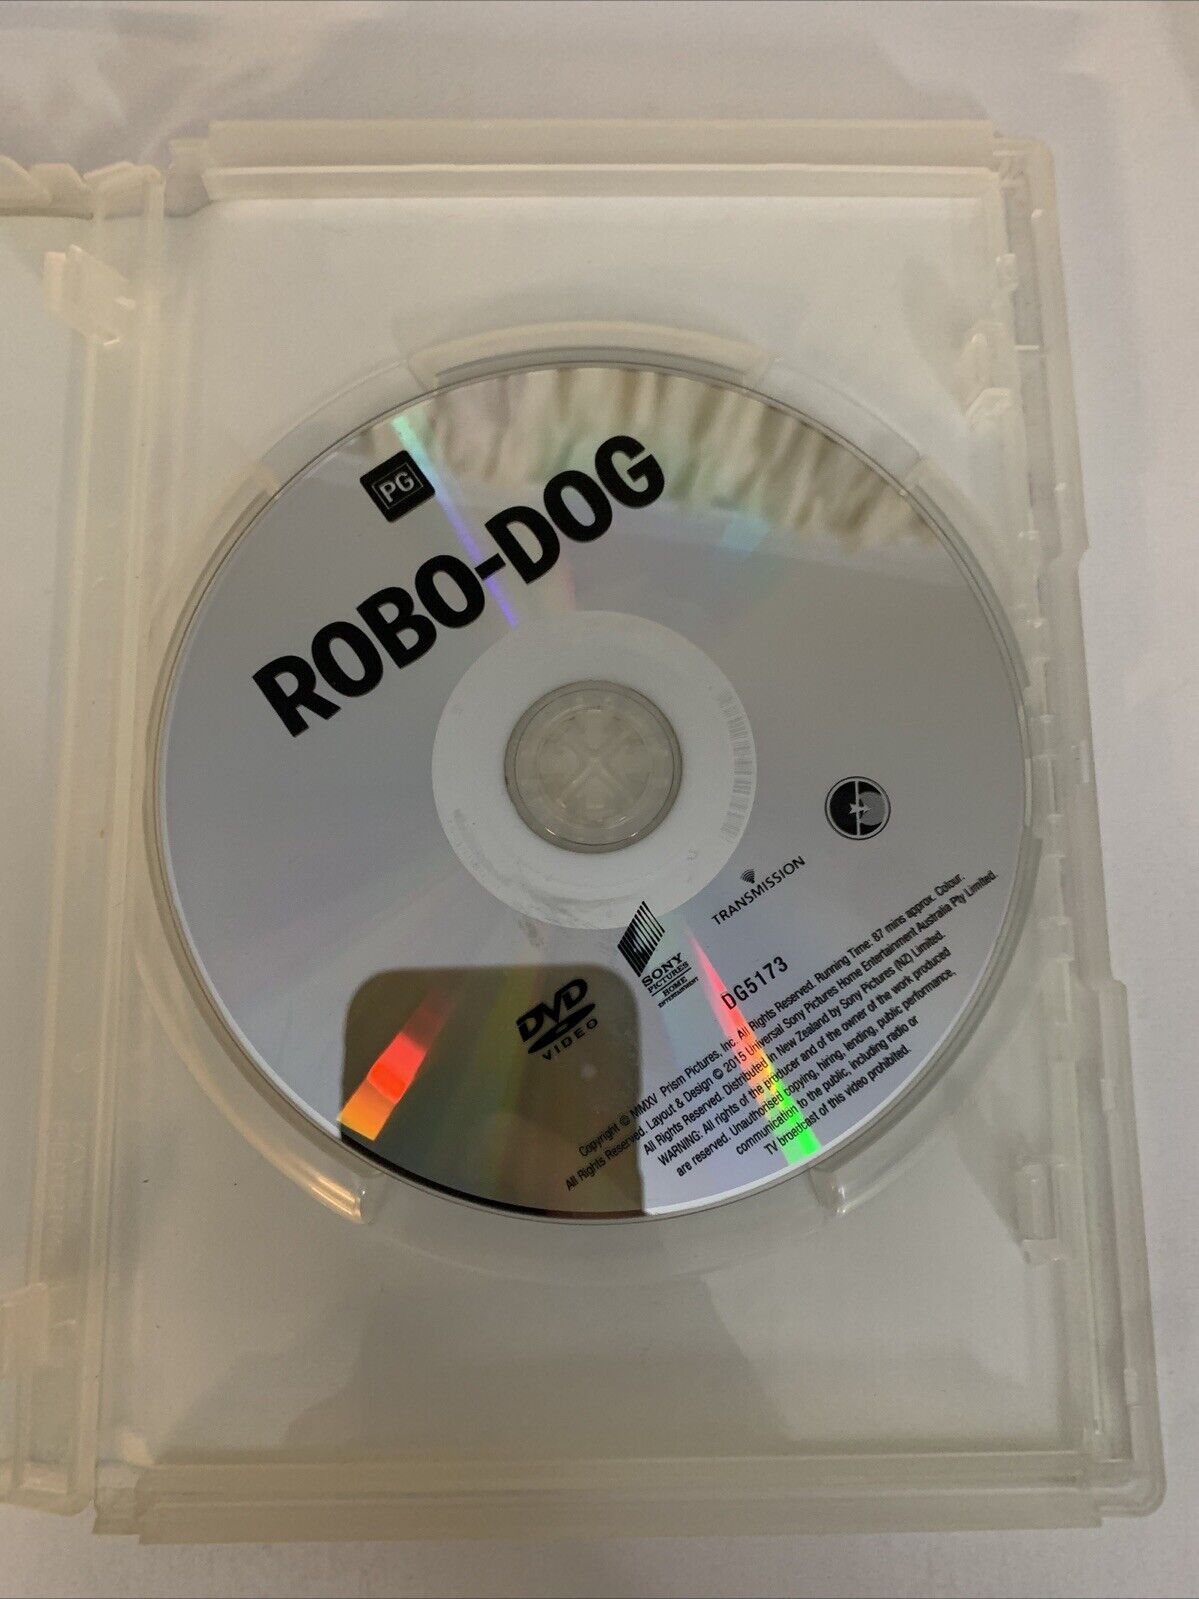 PG
ROBO-DOG
TRANSMISSION
SONY
PICTURES
HOME
ENTERTAINMENT
DG5173
DVD
VIDEO
Copyright © MMXV Prism Pictures, Inc. All Rights Reserved. Running Time: 87 mins approx. Colour.
All Rights Reserved. Layout & Design © 2015 Universal Sony Pictures Home Entertainment Australia Pty Limited.
All Rights Reserved. Distributed in New Zealand by Sony Pictures (NZ) Limited.
WARNING: All rights of the producer and of the owner of the work produced
are reserved. Unauthorised copying, hiring, lending, public performance,
communication to the public, including radio or
TV broadcast of this video prohibited.